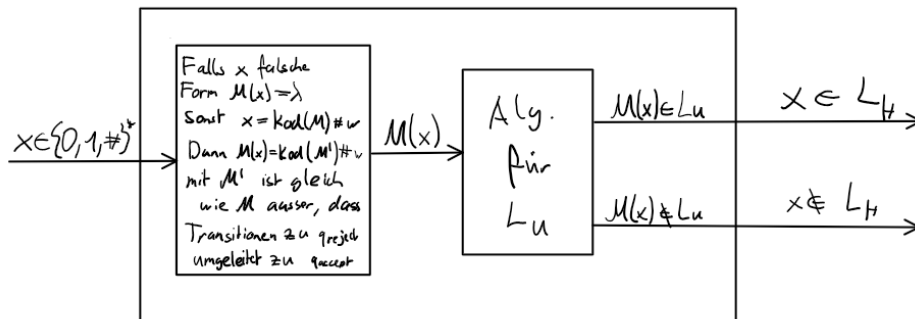 x∈{0,1,#}*
Falls x falsche
Form M(x)=λ
Sonst x=Kod(M)#w
Dann M(x)=Kod(M')#w
mit M' ist gleich
wie M ausser, dass
Transitionen zu qreject
umgeleitet zu qaccept
M(x)
Alg.
für
Lu
M(x)∈Lu
M(x)∉Lu
x∈LH
x∉LH